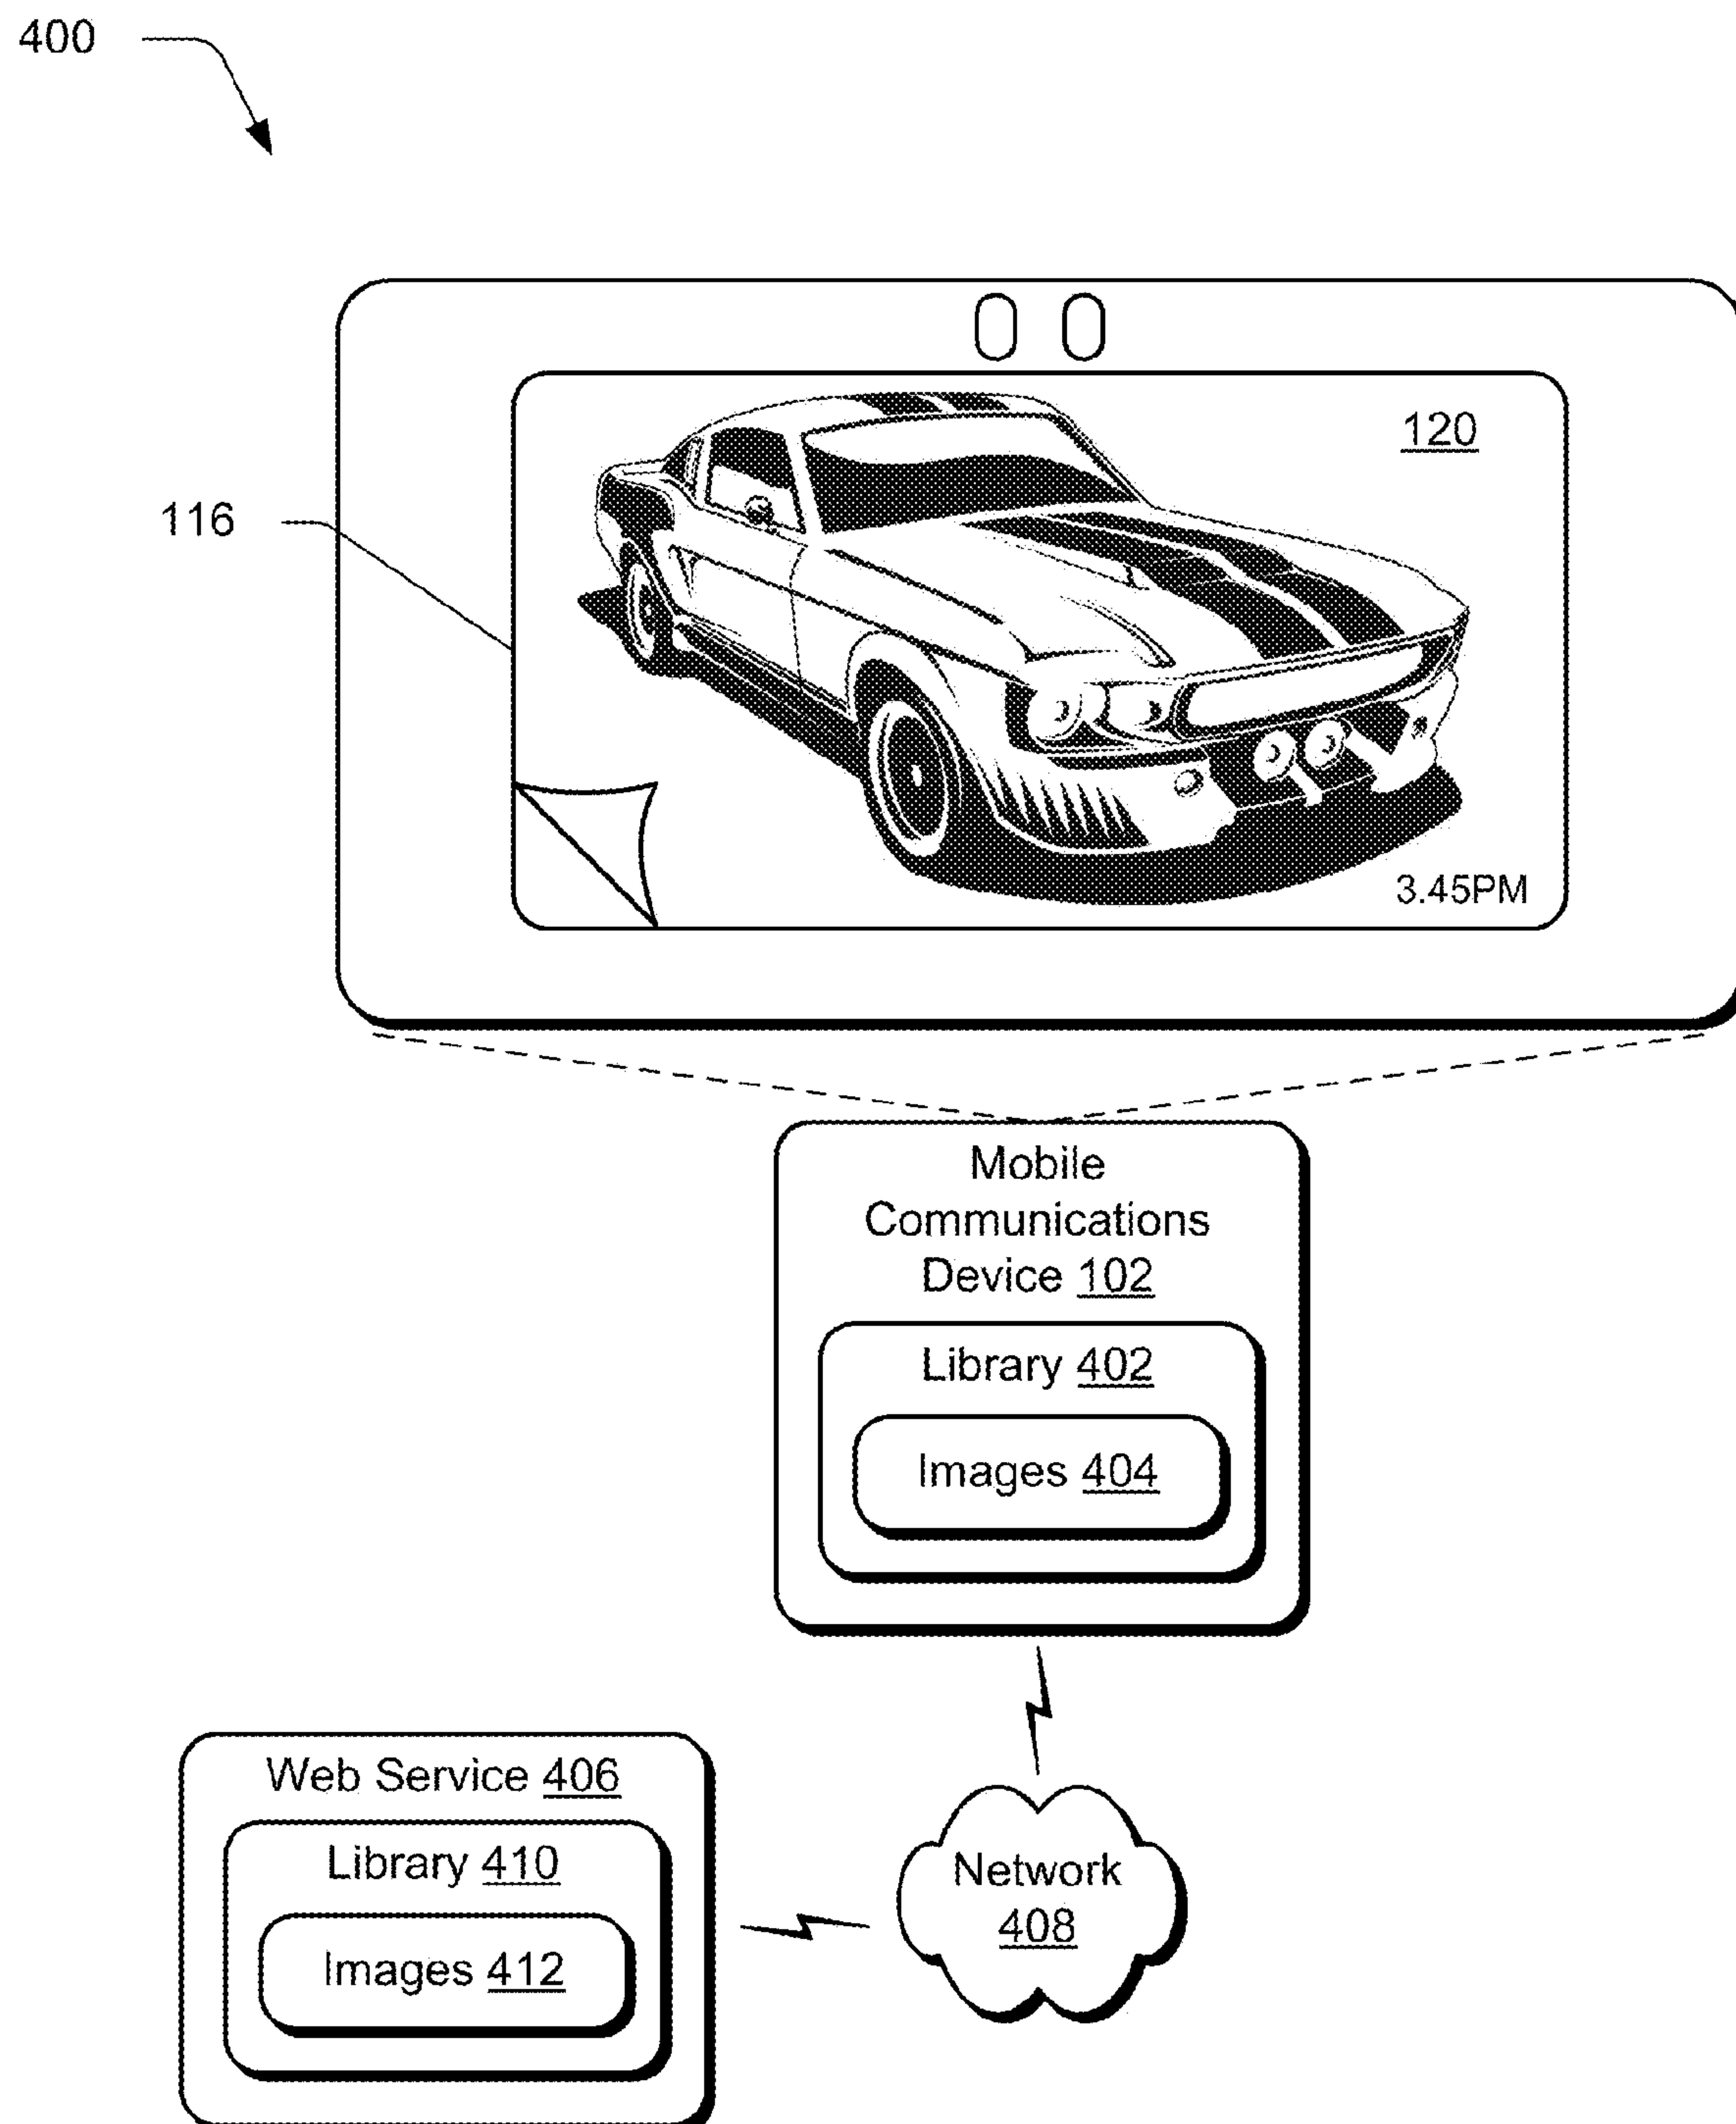 400
120
116
3.45PM
Mobile
Communications
Device 102
Library 402
Images 404
Web Service 406
Library 410
Images 412
Network
408